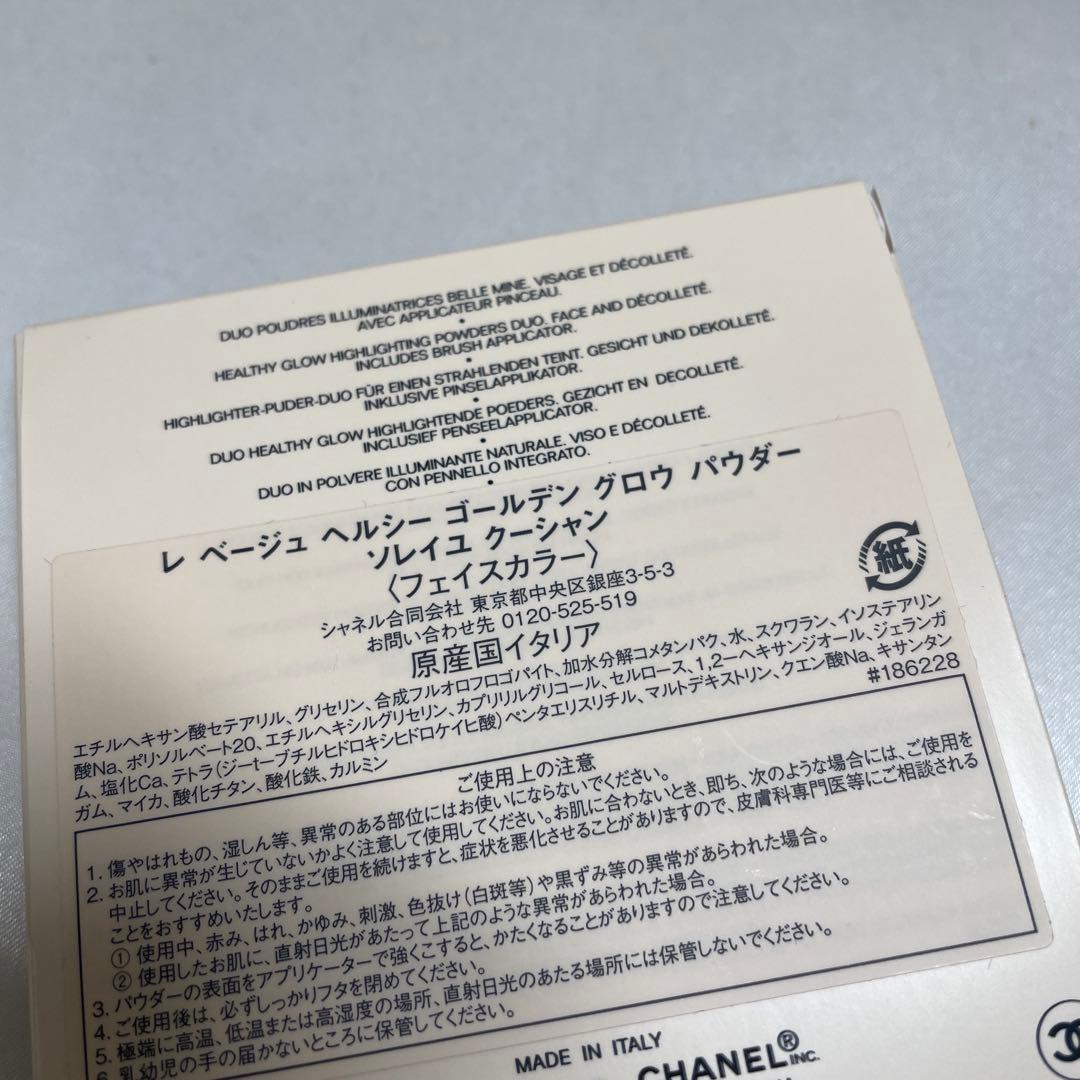 DUO POUDRES ILLUMINATRICES BELLE MINE. VISAGE ET DÉCOLLETÉ.
AVEC APPLICATEUR PINCEAU.
•
HEALTHY GLOW HIGHLIGHTING POWDERS DUO. FACE AND DÉCOLLETÉ.
INCLUDES BRUSH APPLICATOR.
•
HIGHLIGHTER-PUDER-DUO FÜR EINEN STRAHLENDEN TEINT. GESICHT UND DEKOLLETÉ.
INKLUSIVE PINSELAPPLIKATOR.
•
DUO HEALTHY GLOW HIGHLIGHTENDE POEDERS. GEZICHT EN DECOLLETÉ.
INCLUSIEF PENSEELAPPLICATOR.
•
DUO IN POLVERE ILLUMINANTE NATURALE. VISO E DÉCOLLETÉ.
CON PENNELLO INTEGRATO.
レ ベージュ ヘルシー ゴールデン グロウ パウダー
ソレイユ クーシャン
〈フェイスカラー〉
紙
シャネル合同会社 東京都中央区銀座3-5-3
お問い合わせ先 0120-525-519
原産国イタリア
エチルヘキサン酸セテアリル、グリセリン、合成フルオロフロゴパイト、加水分解コメタンパク、水、スクワラン、イソステアリン
酸Na、ポリソルベート20、エチルヘキシルグリセリン、カプリリルグリコール、セルロース、1,2ーヘキサンジオール、ジェランガ
ム、塩化Ca、テトラ(ジーtーブチルヒドロキシヒドロケイヒ酸)ペンタエリスリチル、マルトデキストリン、クエン酸Na、キサンタン
ガム、マイカ、酸化チタン、酸化鉄、カルミン
#186228
ご使用上の注意
1. 傷やはれもの、湿しん等、異常のある部位にはお使いにならないでください。
2. お肌に異常が生じていないかよく注意して使用してください。お肌に合わないとき、即ち、次のような場合には、ご使用を
中止してください。そのままご使用を続けますと、症状を悪化させることがありますので、皮膚科専門医等にご相談される
ことをおすすめいたします。
① 使用中、赤み、はれ、かゆみ、刺激、色抜け(白斑等)や黒ずみ等の異常があらわれた場合。
② 使用したお肌に、直射日光があたって上記のような異常があらわれた場合。
3. パウダーの表面をアプリケーターで強くこすると、かたくなることがありますので注意してください。
4. ご使用後は、必ずしっかりフタを閉めてください。
5. 極端に高温、低温または高湿度の場所、直射日光のあたる場所には保管しないでください。
6. 乳幼児の手の届かないところに保管してください。
MADE IN ITALY
CHANEL® INC.